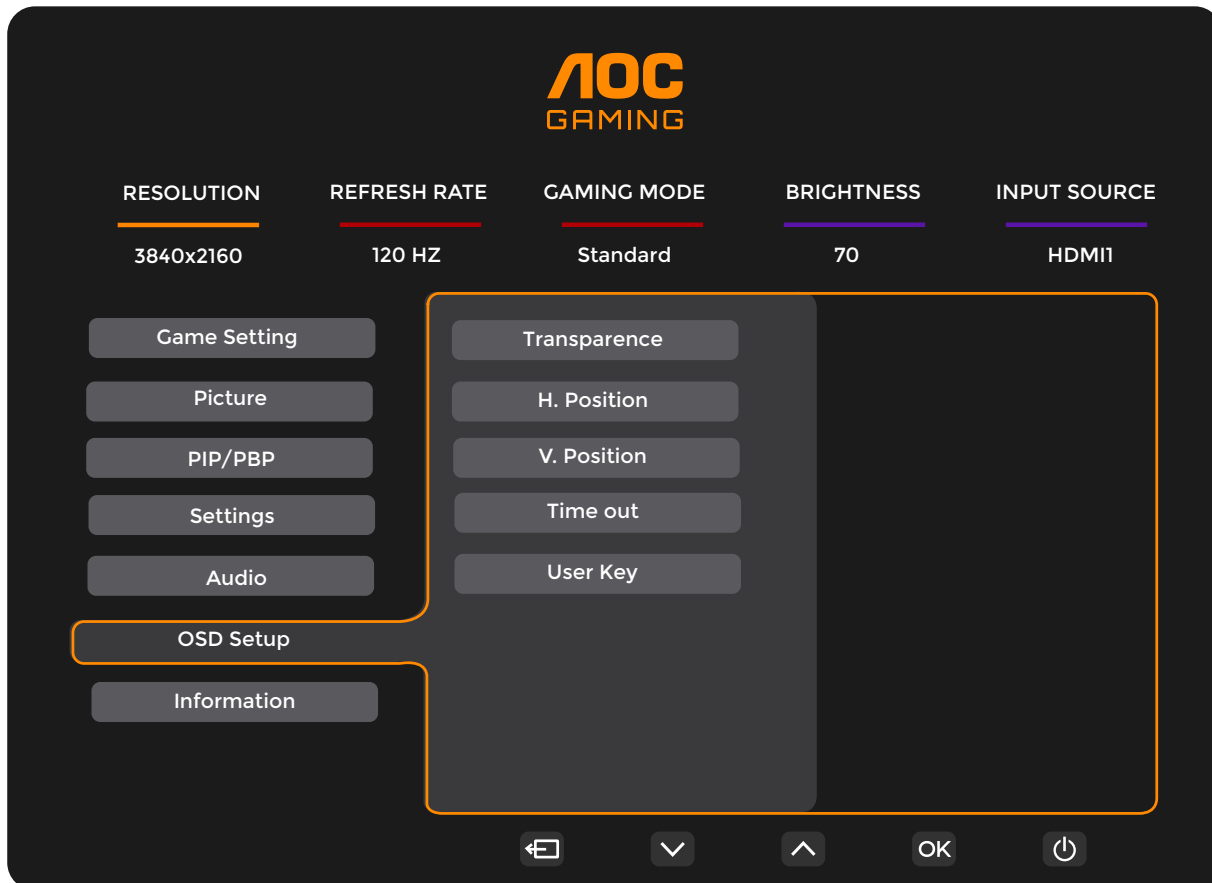 AOC
GAMING
RESOLUTION REFRESH RATE GAMING MODE BRIGHTNESS INPUT SOURCE
3840x2160 120 HZ Standard 70 HDMI1
Game Setting
Picture
PIP/PBP
Settings
Audio
OSD Setup
Information
Transparence
H. Position
V. Position
Time out
User Key
OK